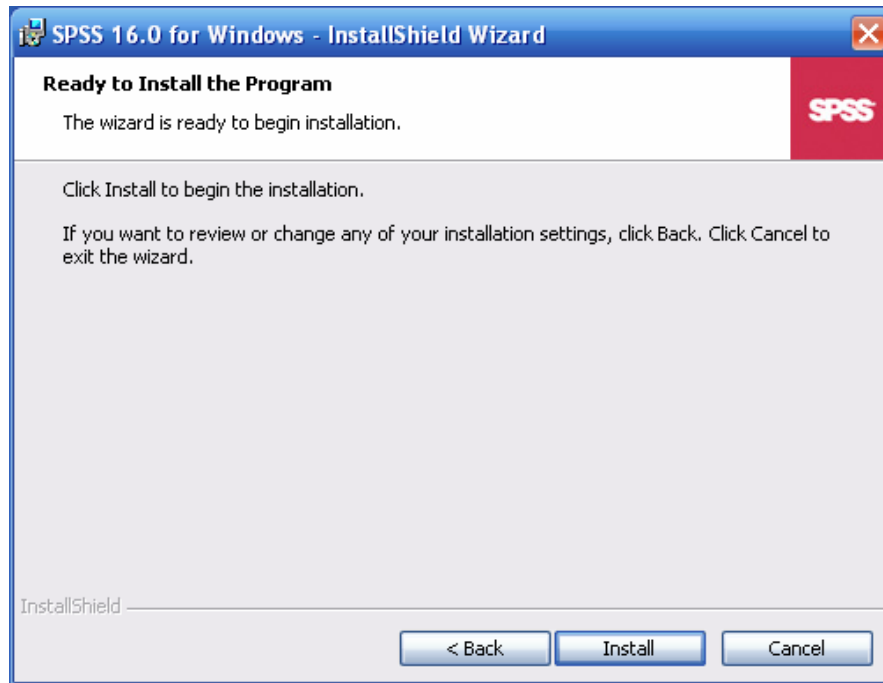 SPSS 16.0 for Windows - InstallShield Wizard
Ready to Install the Program
The wizard is ready to begin installation.
SPSS
Click Install to begin the installation.
If you want to review or change any of your installation settings, click Back. Click Cancel to
exit the wizard.
InstallShield
< Back
Install
Cancel